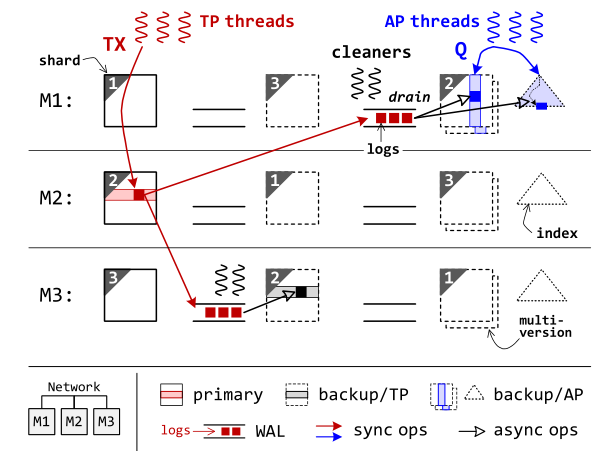 TP threads
AP threads
TX
Q
cleaners
shard
M1:
1
3
2
drain
logs
M2:
2
1
3
index
M3:
3
2
1
multi-
version
Network
M1 M2 M3
primary
backup/TP
backup/AP
logs
WAL
sync ops
async ops